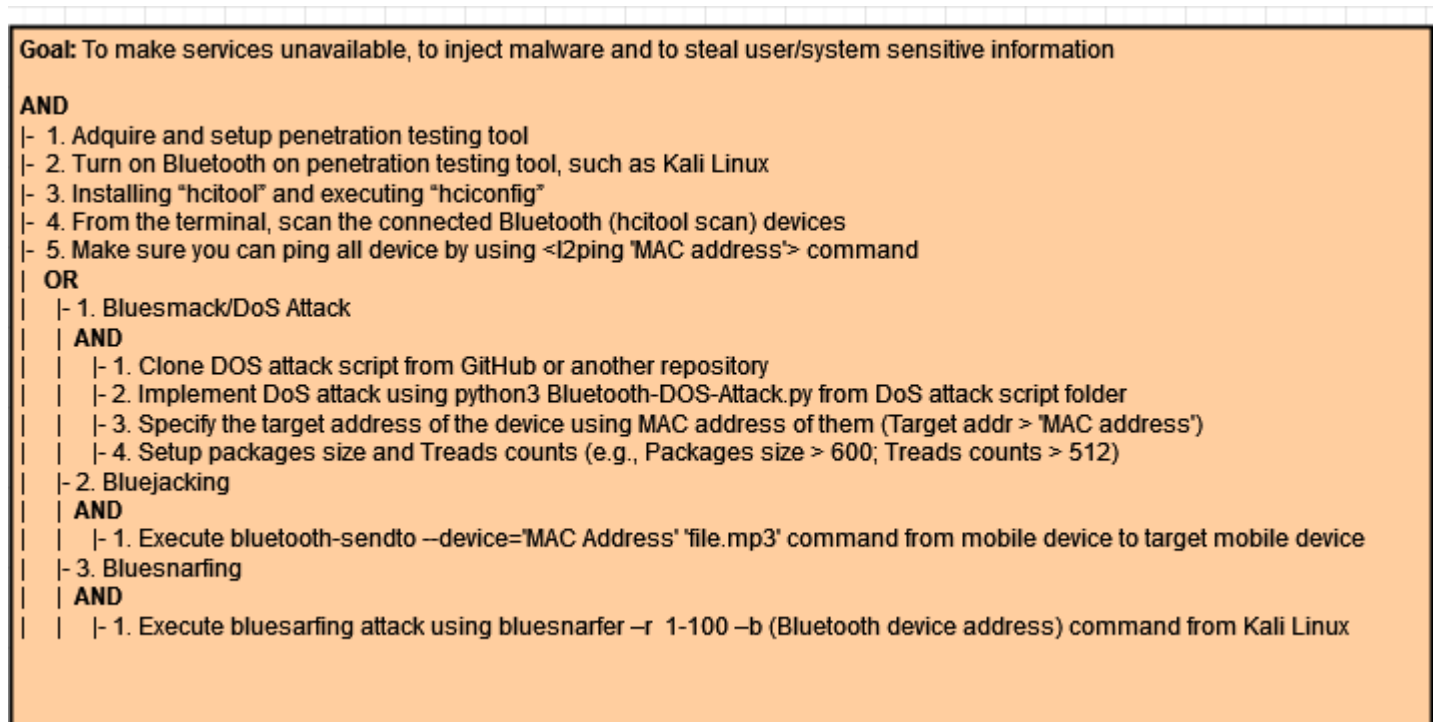 Goal: To make services unavailable, to inject malware and to steal user/system sensitive information
AND
|- 1. Adquire and setup penetration testing tool
|- 2. Turn on Bluetooth on penetration testing tool, such as Kali Linux
|- 3. Installing “hcitool” and executing “hciconfig”
|- 4. From the terminal, scan the connected Bluetooth (hcitool scan) devices
|- 5. Make sure you can ping all device by using <l2ping 'MAC address'> command
| OR
| |- 1. Bluesmack/DoS Attack
| | AND
| | |- 1. Clone DOS attack script from GitHub or another repository
| | |- 2. Implement DoS attack using python3 Bluetooth-DOS-Attack.py from DoS attack script folder
| | |- 3. Specify the target address of the device using MAC address of them (Target addr > 'MAC address')
| | |- 4. Setup packages size and Treads counts (e.g., Packages size > 600; Treads counts > 512)
| |- 2. Bluejacking
| | AND
| | |- 1. Execute bluetooth-sendto --device='MAC Address' 'file.mp3' command from mobile device to target mobile device
| |- 3. Bluesnarfing
| | AND
| | |- 1. Execute bluesarfing attack using bluesnarfer –r 1-100 –b (Bluetooth device address) command from Kali Linux